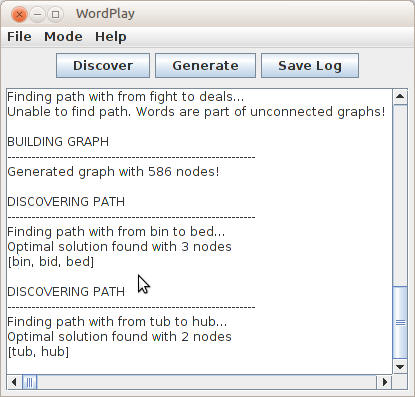 WordPlay
File Mode Help
Discover Generate Save Log
Finding path with from fight to deals...
Unable to find path. Words are part of unconnected graphs!
BUILDING GRAPH
--------------------------------------------------------------
Generated graph with 586 nodes!
DISCOVERING PATH
--------------------------------------------------------------
Finding path with from bin to bed...
Optimal solution found with 3 nodes
[bin, bid, bed]
DISCOVERING PATH
--------------------------------------------------------------
Finding path with from tub to hub...
Optimal solution found with 2 nodes
[tub, hub]